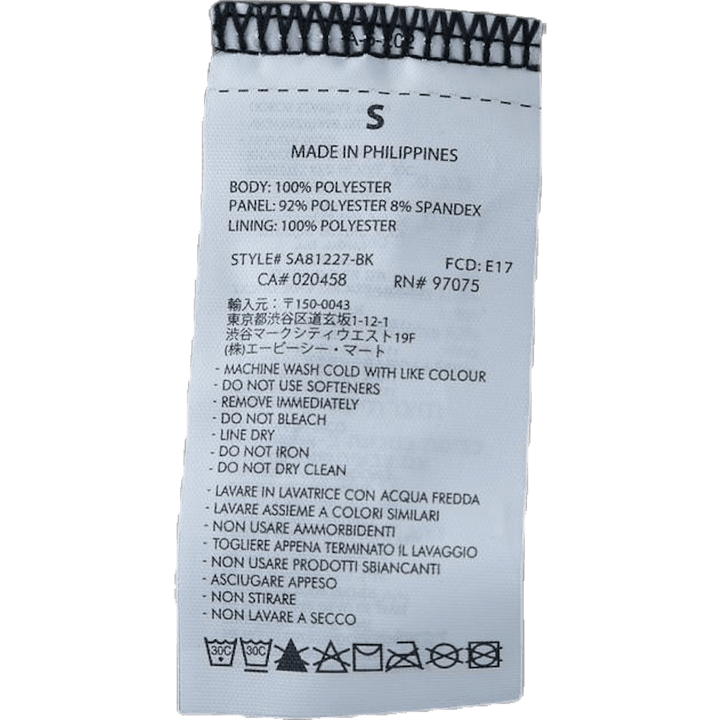 S
MADE IN PHILIPPINES
BODY: 100% POLYESTER
PANEL: 92% POLYESTER 8% SPANDEX
LINING: 100% POLYESTER
STYLE# SA81227-BK FCD: E17
CA# 020458 RN# 97075
輸入元：〒150-0043
東京都渋谷区道玄坂1-12-1
渋谷マークシティウエスト19F
(株)エービーシー・マート
- MACHINE WASH COLD WITH LIKE COLOUR
- DO NOT USE SOFTENERS
- REMOVE IMMEDIATELY
- DO NOT BLEACH
- LINE DRY
- DO NOT IRON
- DO NOT DRY CLEAN
- LAVARE IN LAVATRICE CON ACQUA FREDDA
- LAVARE ASSIEME A COLORI SIMILARI
- NON USARE AMMORBIDENTI
- TOGLIERE APPENA TERMINATO IL LAVAGGIO
- NON USARE PRODOTTI SBIANCANTI
- ASCIUGARE APPESO
- NON STIRARE
- NON LAVARE A SECCO
30C 30C